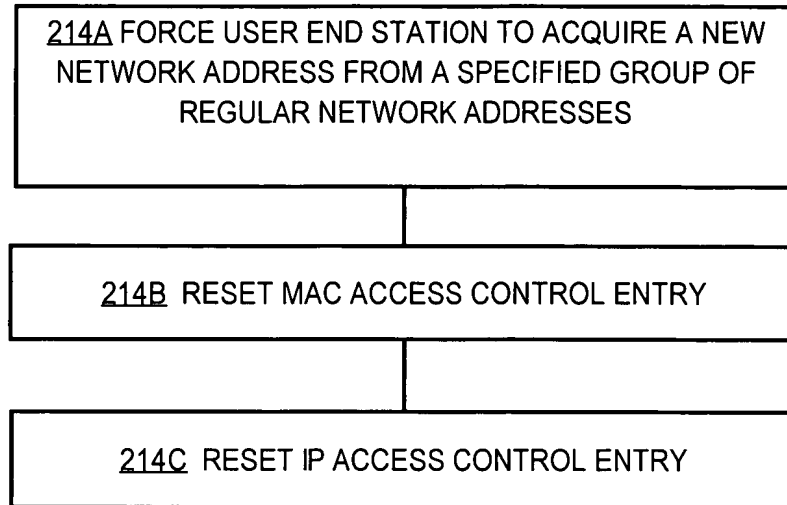 214A FORCE USER END STATION TO ACQUIRE A NEW
NETWORK ADDRESS FROM A SPECIFIED GROUP OF
REGULAR NETWORK ADDRESSES
214B RESET MAC ACCESS CONTROL ENTRY
214C RESET IP ACCESS CONTROL ENTRY